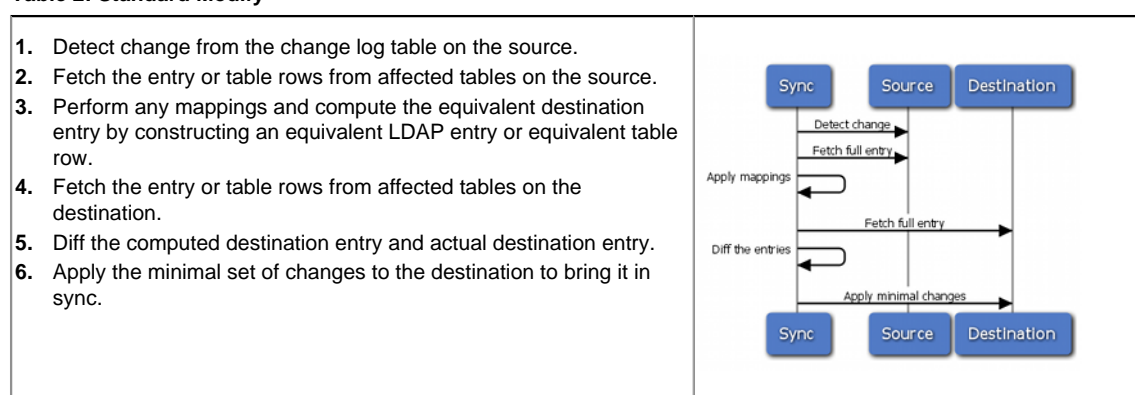 Table 2. Standard Modify
1. Detect change from the change log table on the source.
2. Fetch the entry or table rows from affected tables on the source.
3. Perform any mappings and compute the equivalent destination
entry by constructing an equivalent LDAP entry or equivalent table
row.
4. Fetch the entry or table rows from affected tables on the
destination.
5. Diff the computed destination entry and actual destination entry.
6. Apply the minimal set of changes to the destination to bring it in
sync.
Sync Source Destination
Detect change
Fetch full entry
Apply mappings
Fetch full entry
Diff the entries
Apply minimal changes
Sync Source Destination